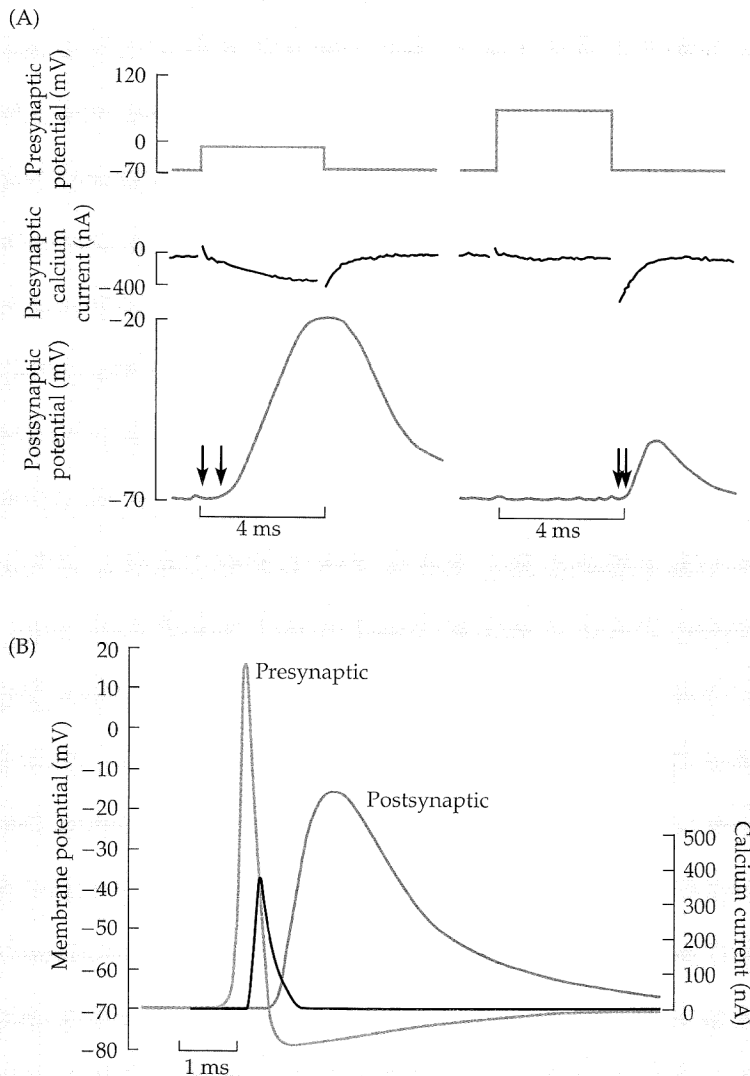 (A)
Presynaptic
potential (mV)
120
0
−70
Presynaptic
calcium
current (nA)
0
−400
Postsynaptic
potential (mV)
−20
−70
4 ms
4 ms
(B)
Membrane potential (mV)
20
10
0
−10
−20
−30
−40
−50
−60
−70
−80
Presynaptic
Postsynaptic
500
400
300
200
100
0
Calcium current (nA)
1 ms